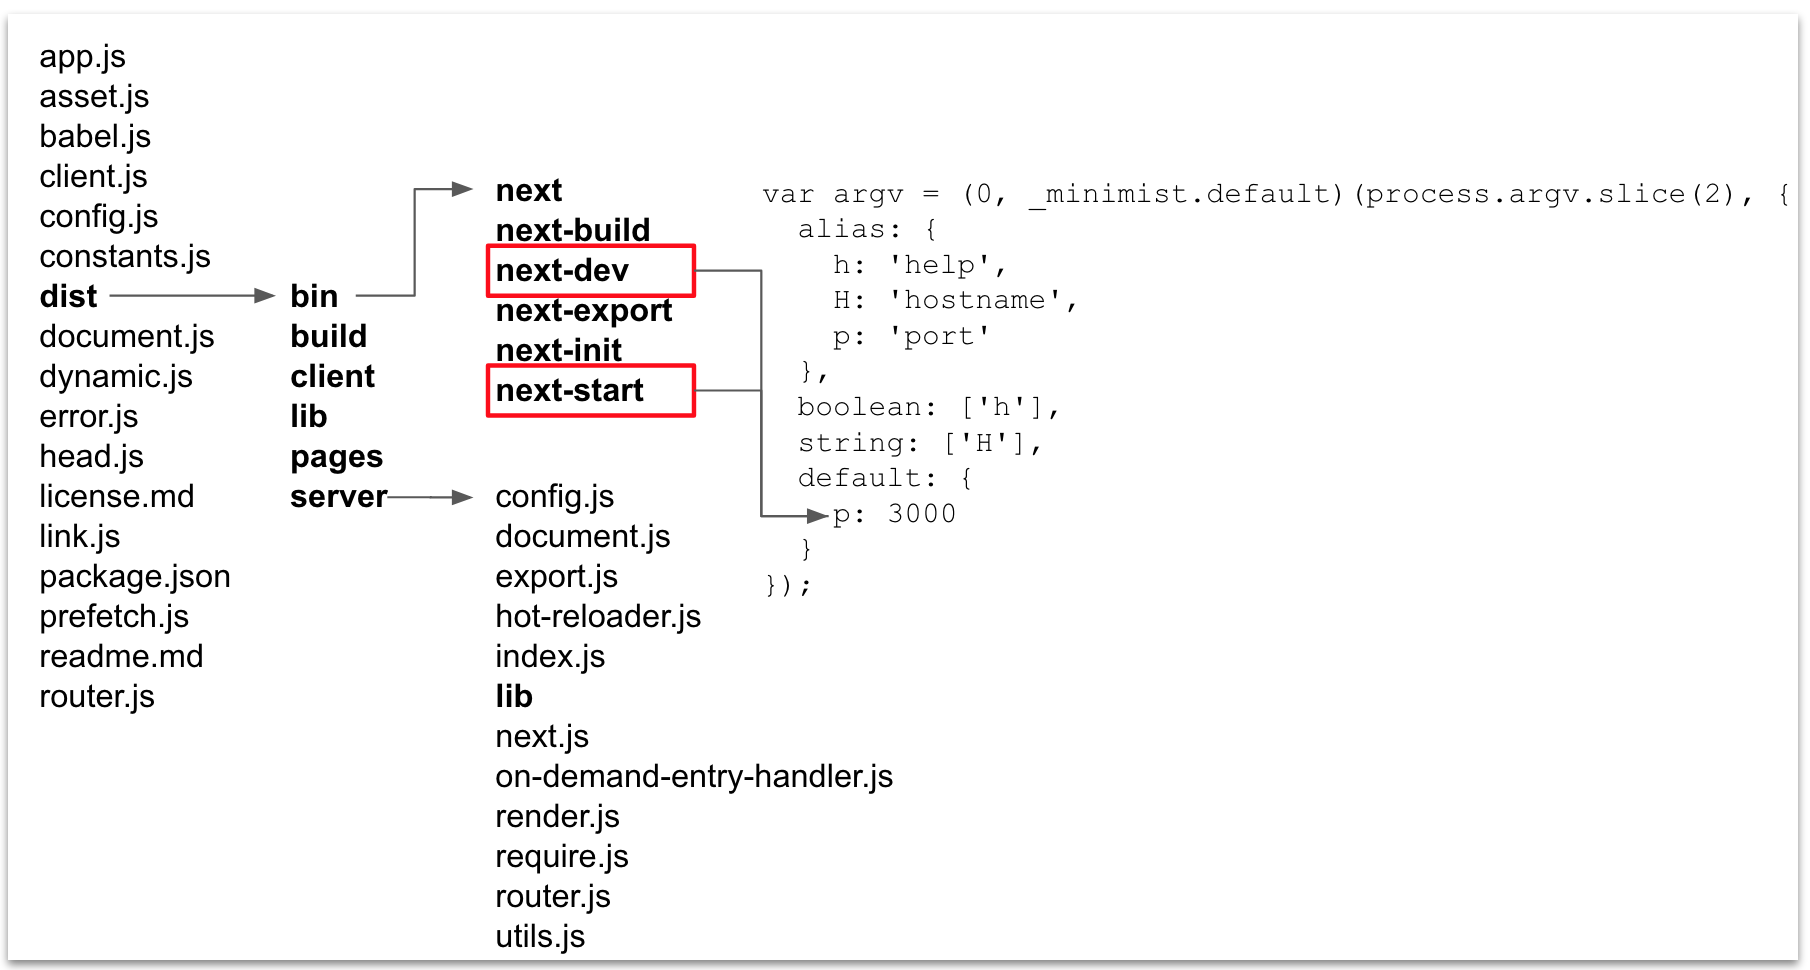 app.js
asset.js
babel.js
client.js
config.js
constants.js
dist
document.js
dynamic.js
error.js
head.js
license.md
link.js
package.json
prefetch.js
readme.md
router.js
bin
build
client
lib
pages
server
next
next-build
next-dev
next-export
next-init
next-start
config.js
document.js
export.js
hot-reloader.js
index.js
lib
next.js
on-demand-entry-handler.js
render.js
require.js
router.js
utils.js
var argv = (0, _minimist.default)(process.argv.slice(2), {
  alias: {
    h: 'help',
    H: 'hostname',
    p: 'port'
  },
  boolean: ['h'],
  string: ['H'],
  default: {
    p: 3000
  }
});